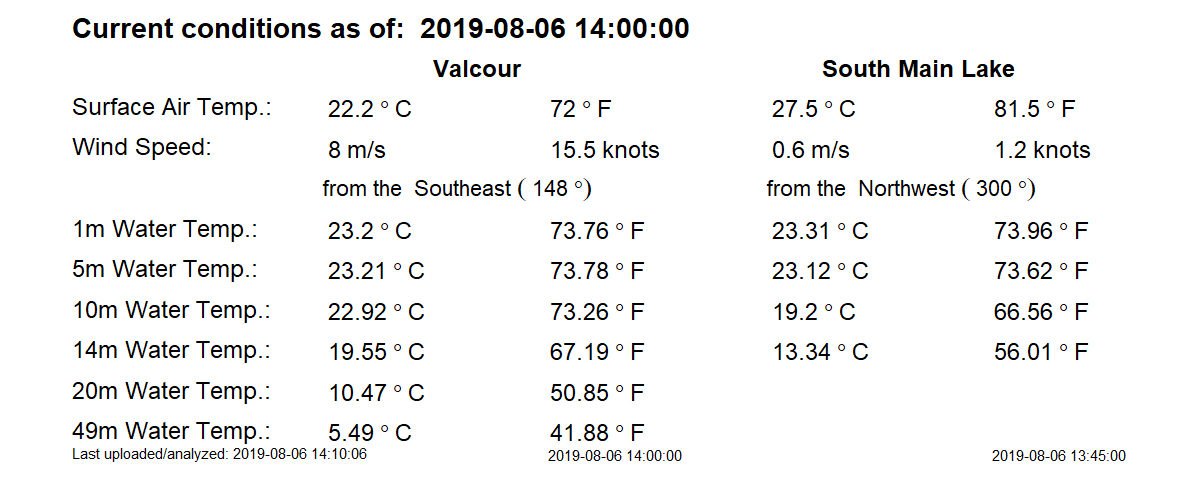 Current conditions as of: 2019-08-06 14:00:00
Valcour South Main Lake
Surface Air Temp.: 22.2 ° C 72 ° F 27.5 ° C 81.5 ° F
Wind Speed: 8 m/s 15.5 knots 0.6 m/s 1.2 knots
from the Southeast ( 148 °) from the Northwest ( 300 °)
1m Water Temp.: 23.2 ° C 73.76 ° F 23.31 ° C 73.96 ° F
5m Water Temp.: 23.21 ° C 73.78 ° F 23.12 ° C 73.62 ° F
10m Water Temp.: 22.92 ° C 73.26 ° F 19.2 ° C 66.56 ° F
14m Water Temp.: 19.55 ° C 67.19 ° F 13.34 ° C 56.01 ° F
20m Water Temp.: 10.47 ° C 50.85 ° F
49m Water Temp.: 5.49 ° C 41.88 ° F
Last uploaded/analyzed: 2019-08-06 14:10:06 2019-08-06 14:00:00 2019-08-06 13:45:00